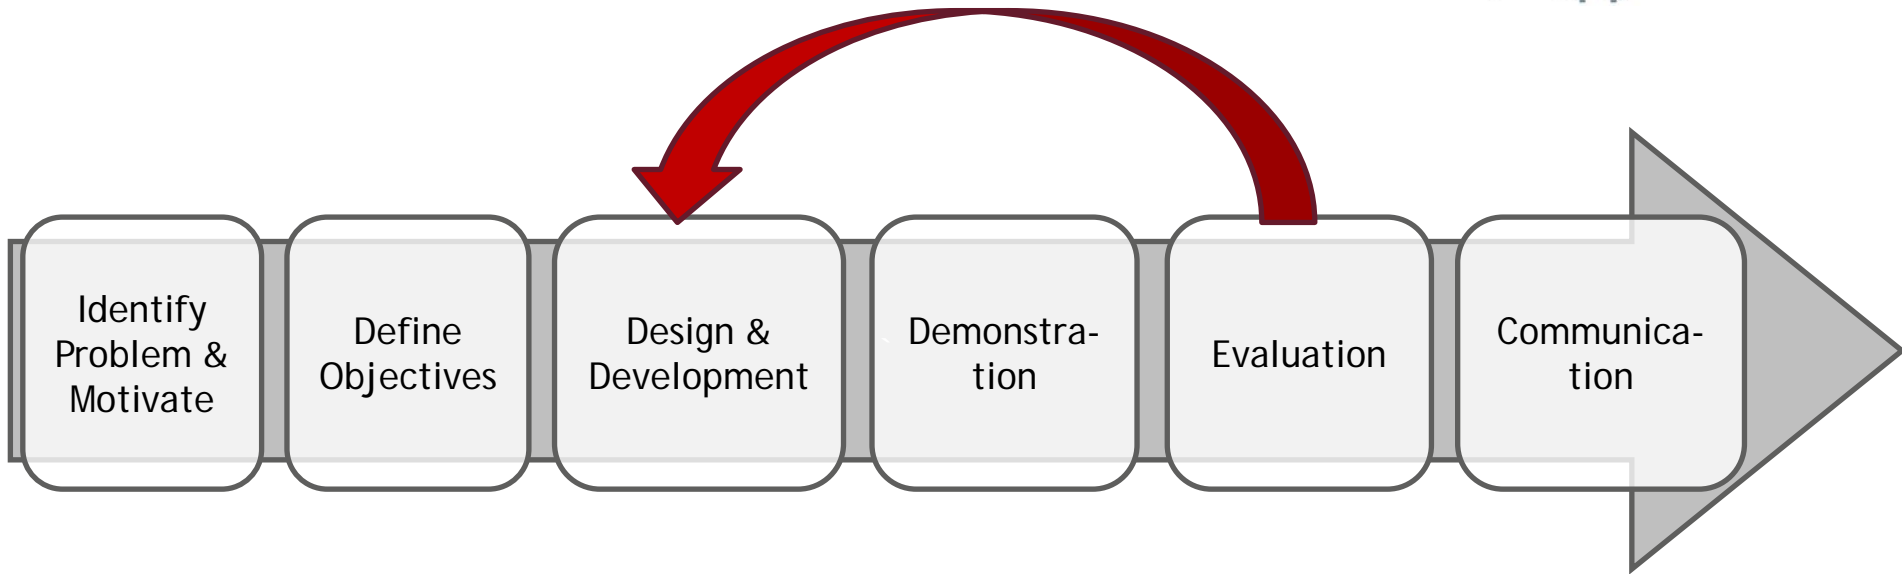 Identify
Problem &
Motivate
Define
Objectives
Design &
Development
Demonstra-
tion
Evaluation
Communica-
tion